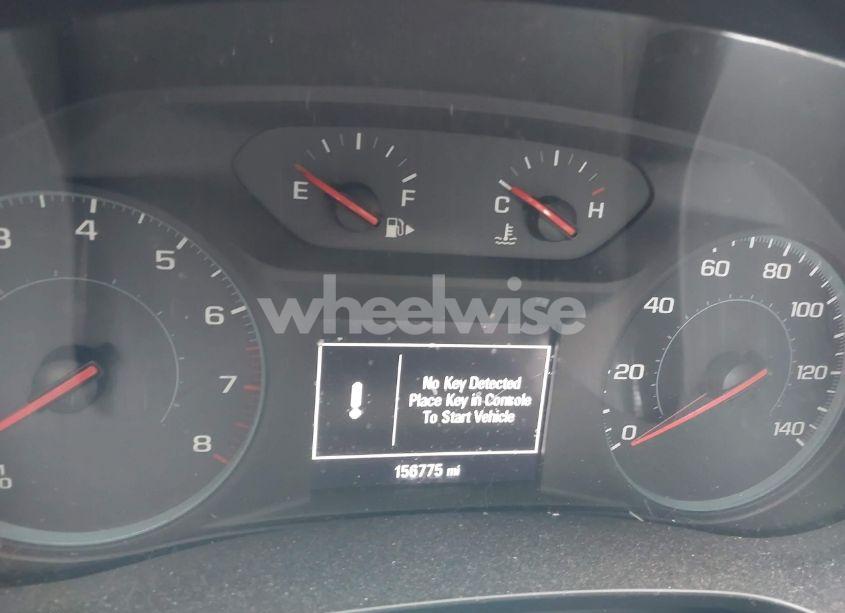 E
F
C
H
3
4
5
6
7
8
0
20
40
60
80
100
120
140
wheelwise
No Key Detected
Place Key in Console
To Start Vehicle
156775 mi